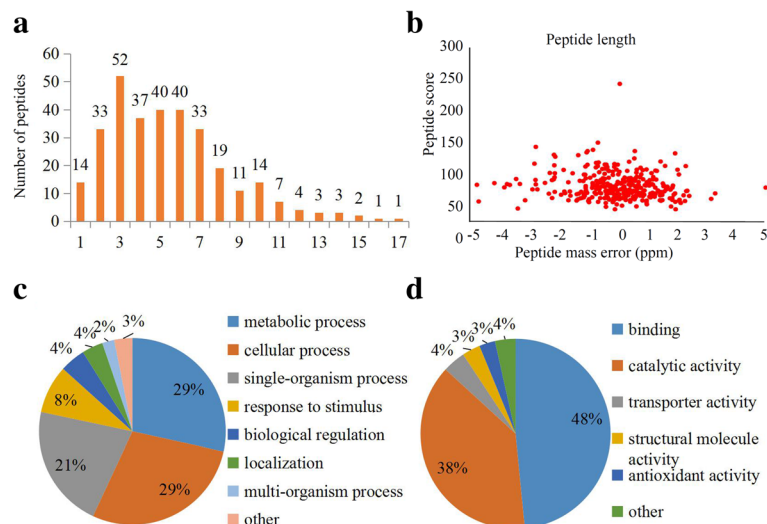 a
Number of peptides
60
50
40
30
20
10
0
14
33
52
37
40
40
33
19
11
14
7
4
3
3
2
1
1
1
3
5
7
9
11
13
15
17
b
Peptide length
Peptide score
300
250
200
150
100
50
0
-5
-4
-3
-2
-1
0
1
2
3
4
5
Peptide mass error (ppm)
c
29%
29%
21%
8%
4%
4%
2%
3%
metabolic process
cellular process
single-organism process
response to stimulus
biological regulation
localization
multi-organism process
other
d
48%
38%
4%
3%
3%
4%
binding
catalytic activity
transporter activity
structural molecule
activity
antioxidant activity
other